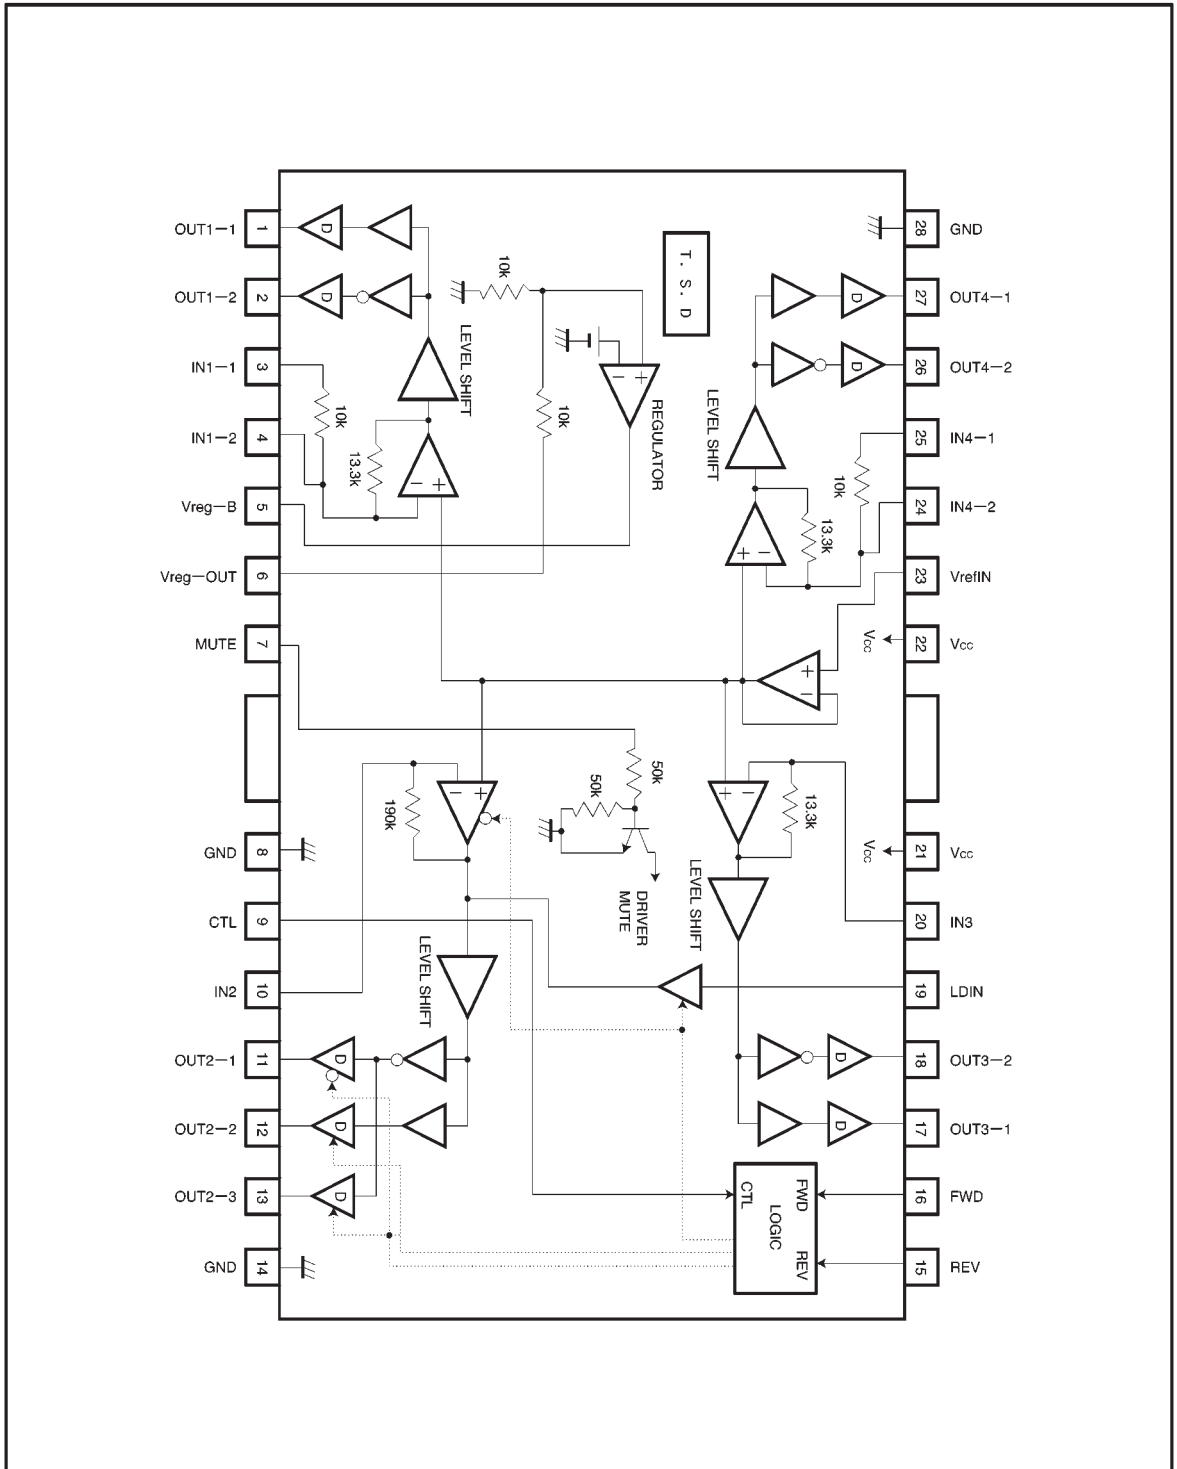 OUT1-1 1
OUT1-2 2
IN1-1 3
IN1-2 4
Vreg-B 5
Vreg-OUT 6
MUTE 7
GND 8
CTL 9
IN2 10
OUT2-1 11
OUT2-2 12
OUT2-3 13
GND 14
28 GND
27 OUT4-1
26 OUT4-2
25 IN4-1
24 IN4-2
23 VrefIN
22 Vcc
21 Vcc
20 IN3
19 LDIN
18 OUT3-2
17 OUT3-1
16 FWD
15 REV
D
D
LEVEL SHIFT
10k
13.3k
+
-
10k
10k
-
+
REGULATOR
T. S. D
D
D
LEVEL SHIFT
10k
13.3k
+
-
Vcc
+
-
190k
-
+
50k
50k
DRIVER
MUTE
+
-
13.3k
LEVEL SHIFT
Vcc
LEVEL SHIFT
D
D
D
D
D
CTL
FWD
LOGIC
REV